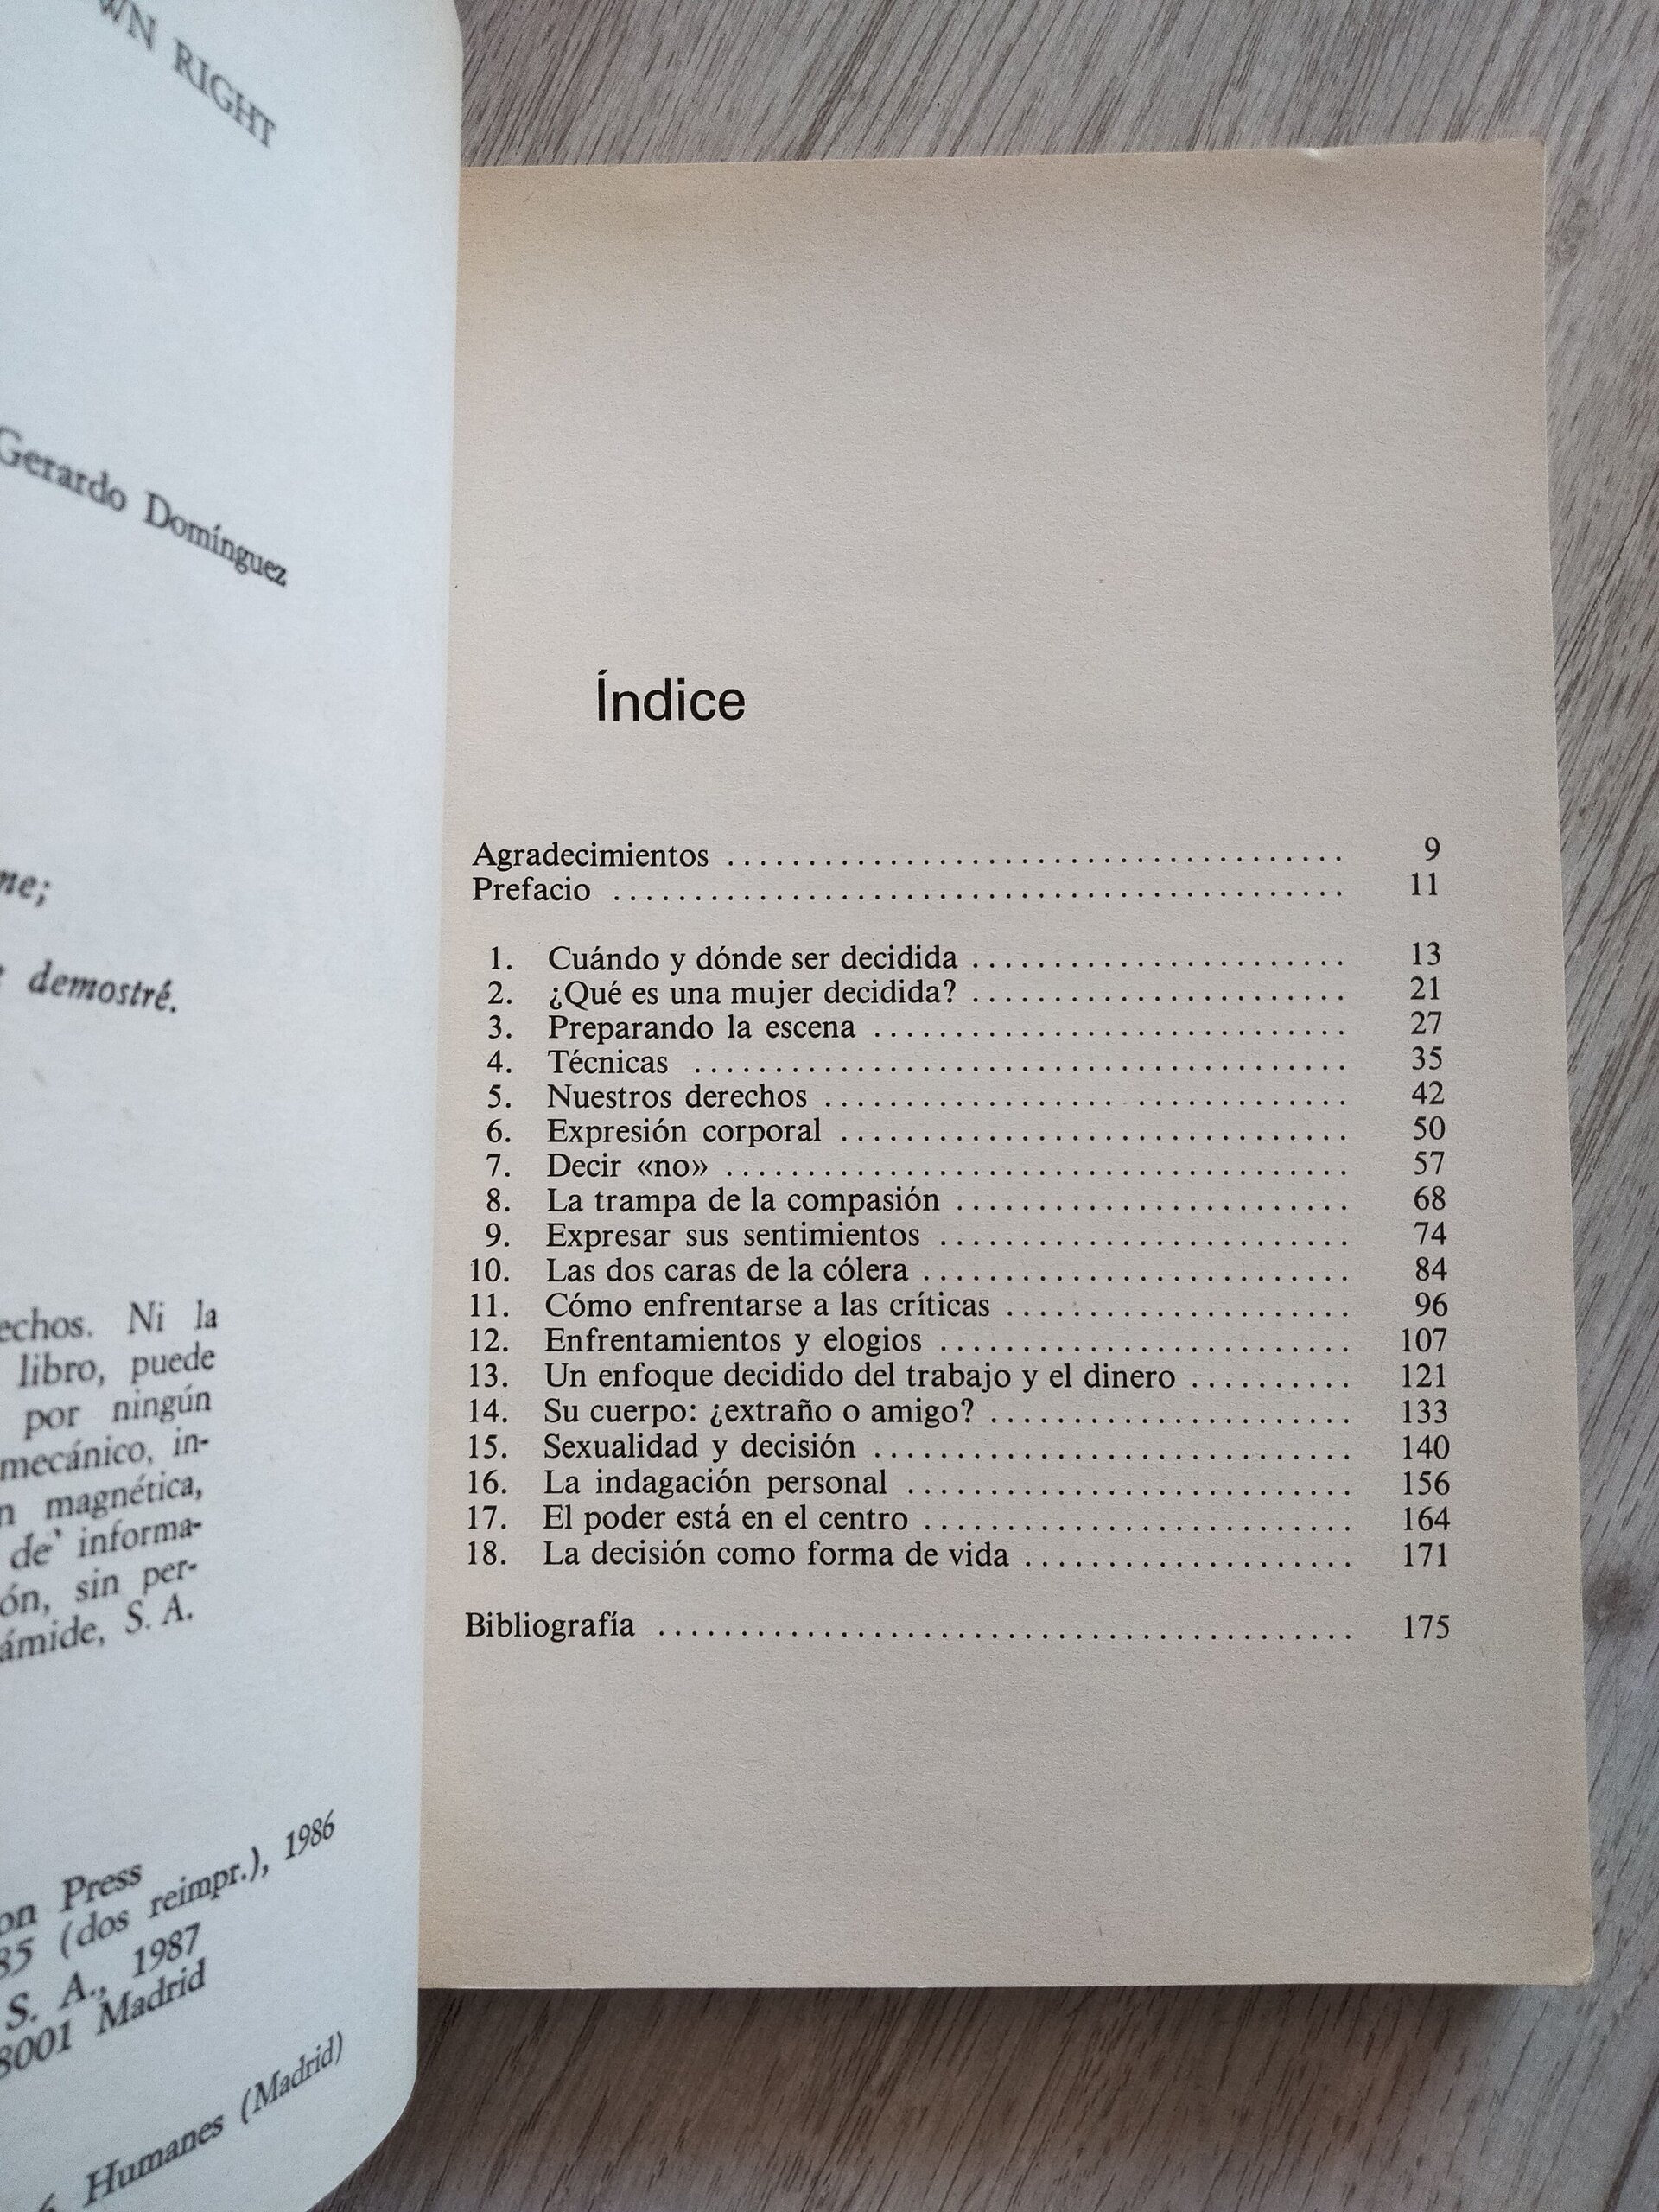 WN RIGHT
Gerardo Domínguez
ne;
demostré.
echos. Ni la
libro, puede
por ningún
mecánico, in-
n magnética,
de informa-
ón, sin per-
ámide, S. A.
on Press
85 (dos reimpr.), 1986
S. A., 1987
8001 Madrid
Humanes (Madrid)
Índice
Agradecimientos ........................................ 9
Prefacio ........................................ 11
1. Cuándo y dónde ser decidida ........................ 13
2. ¿Qué es una mujer decidida? ........................ 21
3. Preparando la escena .............................. 27
4. Técnicas ........................................ 35
5. Nuestros derechos ................................. 42
6. Expresión corporal ................................ 50
7. Decir «no» ....................................... 57
8. La trampa de la compasión ......................... 68
9. Expresar sus sentimientos .......................... 74
10. Las dos caras de la cólera ........................... 84
11. Cómo enfrentarse a las críticas ...................... 96
12. Enfrentamientos y elogios .......................... 107
13. Un enfoque decidido del trabajo y el dinero .......... 121
14. Su cuerpo: ¿extraño o amigo? ....................... 133
15. Sexualidad y decisión .............................. 140
16. La indagación personal ............................ 156
17. El poder está en el centro ........................... 164
18. La decisión como forma de vida ..................... 171
Bibliografía ........................................... 175